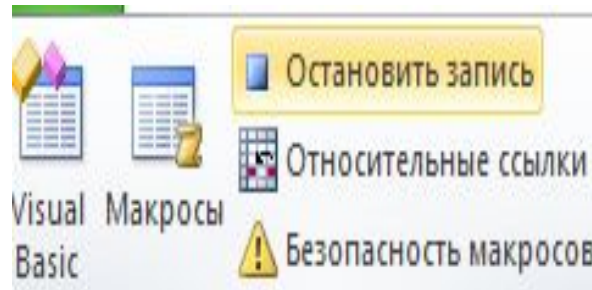 Visual
Basic
Макросы
Остановить запись
Относительные ссылки
Безопасность макросов